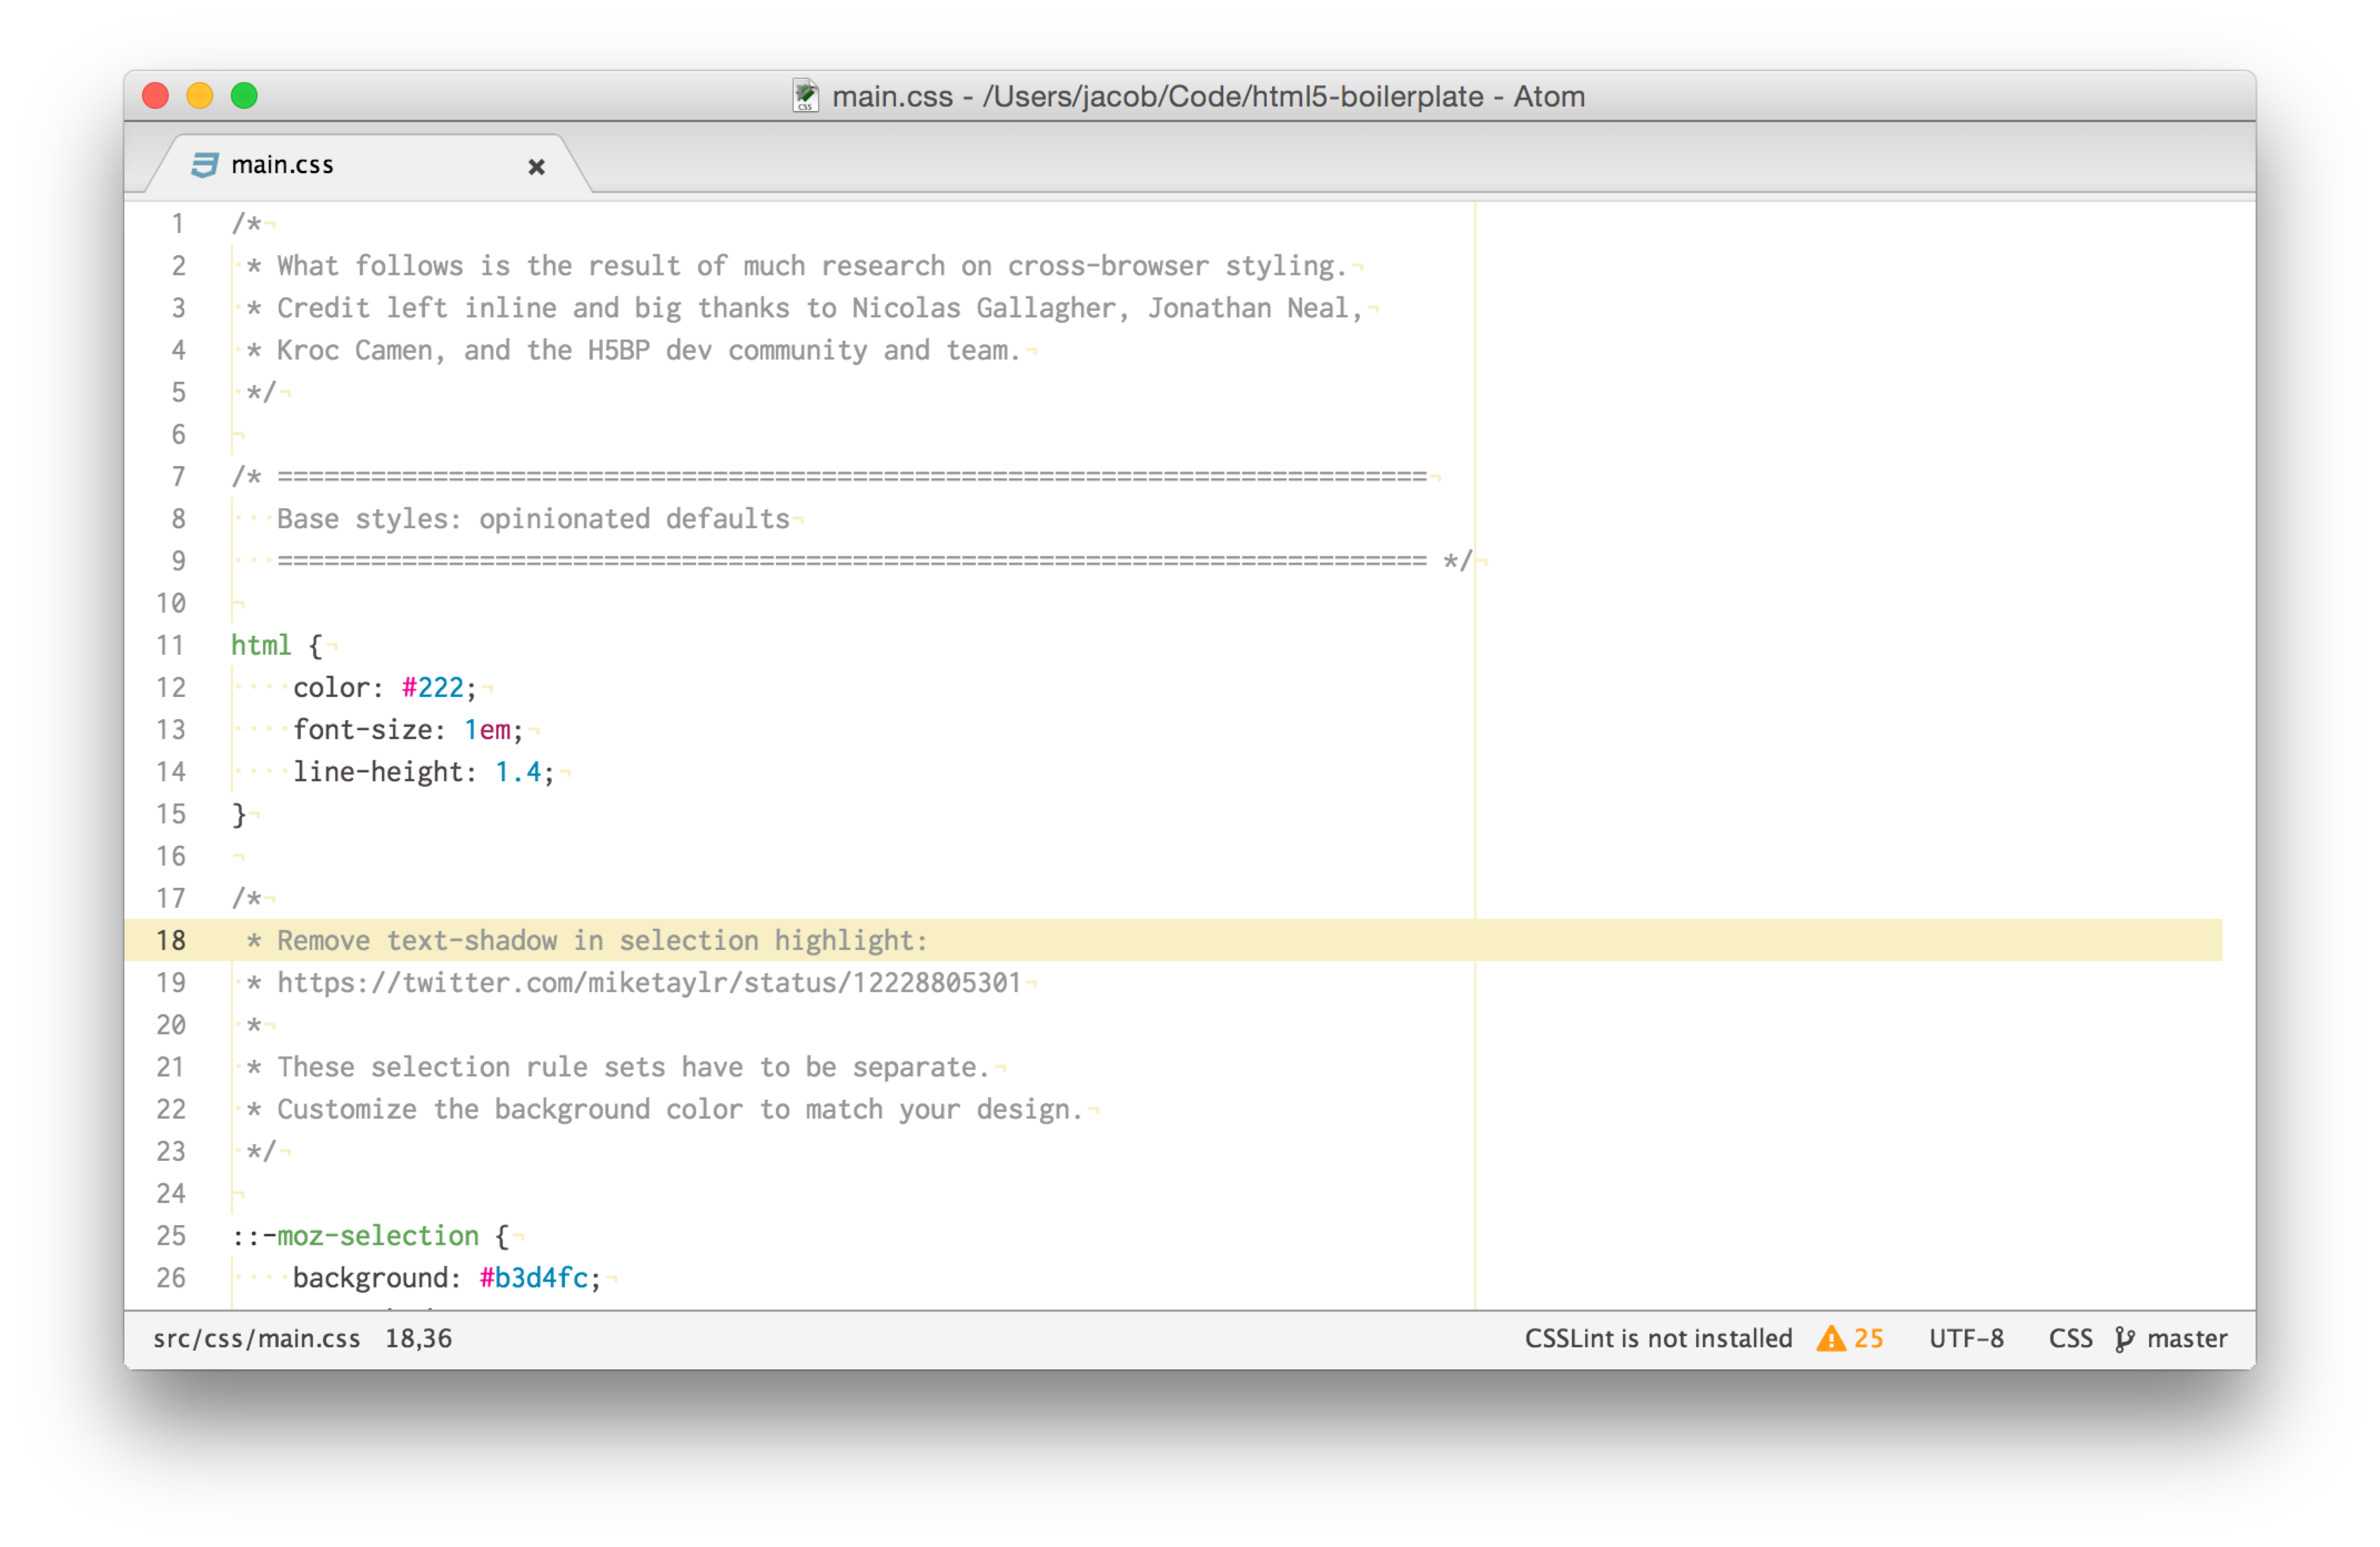 main.css - /Users/jacob/Code/html5-boilerplate - Atom
main.css
1 /*¬
2 * What follows is the result of much research on cross-browser styling.¬
3 * Credit left inline and big thanks to Nicolas Gallagher, Jonathan Neal,¬
4 * Kroc Camen, and the H5BP dev community and team.¬
5 */¬
6 ¬
7 /* ==========================================================================¬
8 Base styles: opinionated defaults¬
9 ========================================================================== */¬
10 ¬
11 html {¬
12 color: #222;¬
13 font-size: 1em;¬
14 line-height: 1.4;¬
15 }¬
16 ¬
17 /*¬
18 * Remove text-shadow in selection highlight:
19 * https://twitter.com/miketaylr/status/12228805301¬
20 *¬
21 * These selection rule sets have to be separate.¬
22 * Customize the background color to match your design.¬
23 */¬
24 ¬
25 ::-moz-selection {¬
26 background: #b3d4fc;¬
src/css/main.css 18,36 CSSLint is not installed 25 UTF-8 CSS master